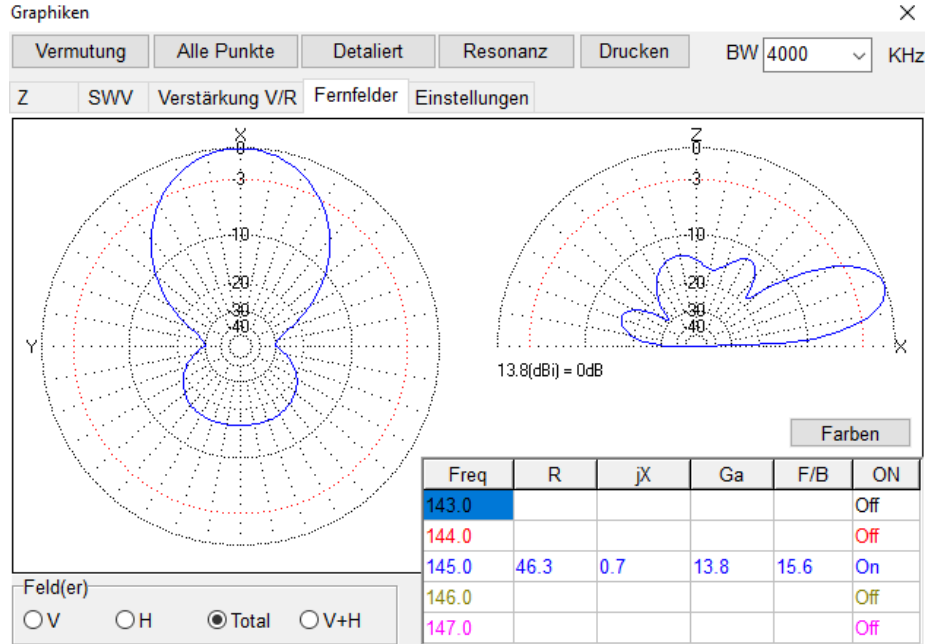 Graphiken
Vermutung Alle Punkte Detaliert Resonanz Drucken BW 4000 KHz
Z SWV Verstärkung V/R Fernfelder Einstellungen
X
0
-3
-10
-20
-30
-40
Y
Z
0
-3
-10
-20
-30
-40
X
13.8(dBi) = 0dB
Farben
Freq R jX Ga F/B ON
143.0 Off
144.0 Off
145.0 46.3 0.7 13.8 15.6 On
146.0 Off
147.0 Off
Feld(er)
V H Total V+H